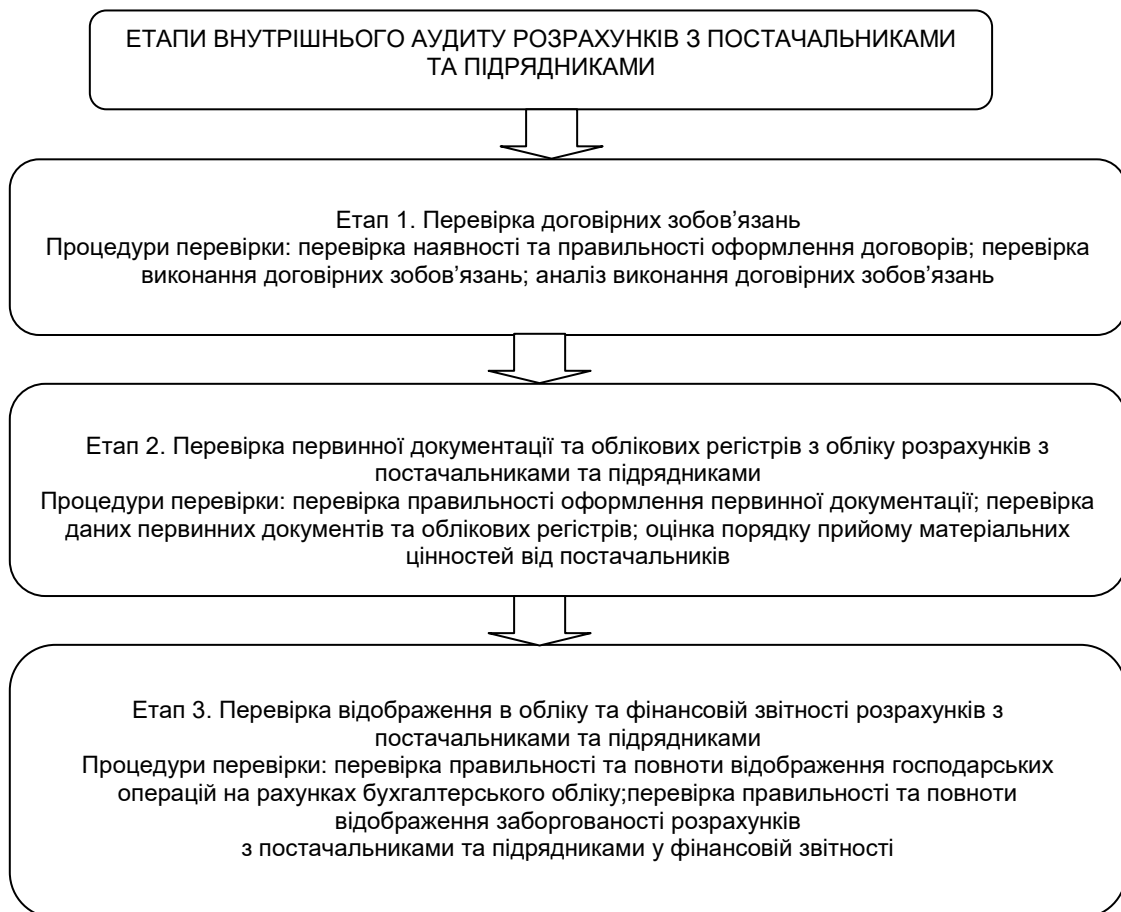 ЕТАПИ ВНУТРІШНЬОГО АУДИТУ РОЗРАХУНКІВ З ПОСТАЧАЛЬНИКАМИ
ТА ПІДРЯДНИКАМИ
Етап 1. Перевірка договірних зобов’язань
Процедури перевірки: перевірка наявності та правильності оформлення договорів; перевірка
виконання договірних зобов’язань; аналіз виконання договірних зобов’язань
Етап 2. Перевірка первинної документації та облікових регістрів з обліку розрахунків з
постачальниками та підрядниками
Процедури перевірки: перевірка правильності оформлення первинної документації; перевірка
даних первинних документів та облікових регістрів; оцінка порядку прийому матеріальних
цінностей від постачальників
Етап 3. Перевірка відображення в обліку та фінансовій звітності розрахунків з
постачальниками та підрядниками
Процедури перевірки: перевірка правильності та повноти відображення господарських
операцій на рахунках бухгалтерського обліку;перевірка правильності та повноти
відображення заборгованості розрахунків
з постачальниками та підрядниками у фінансовій звітності